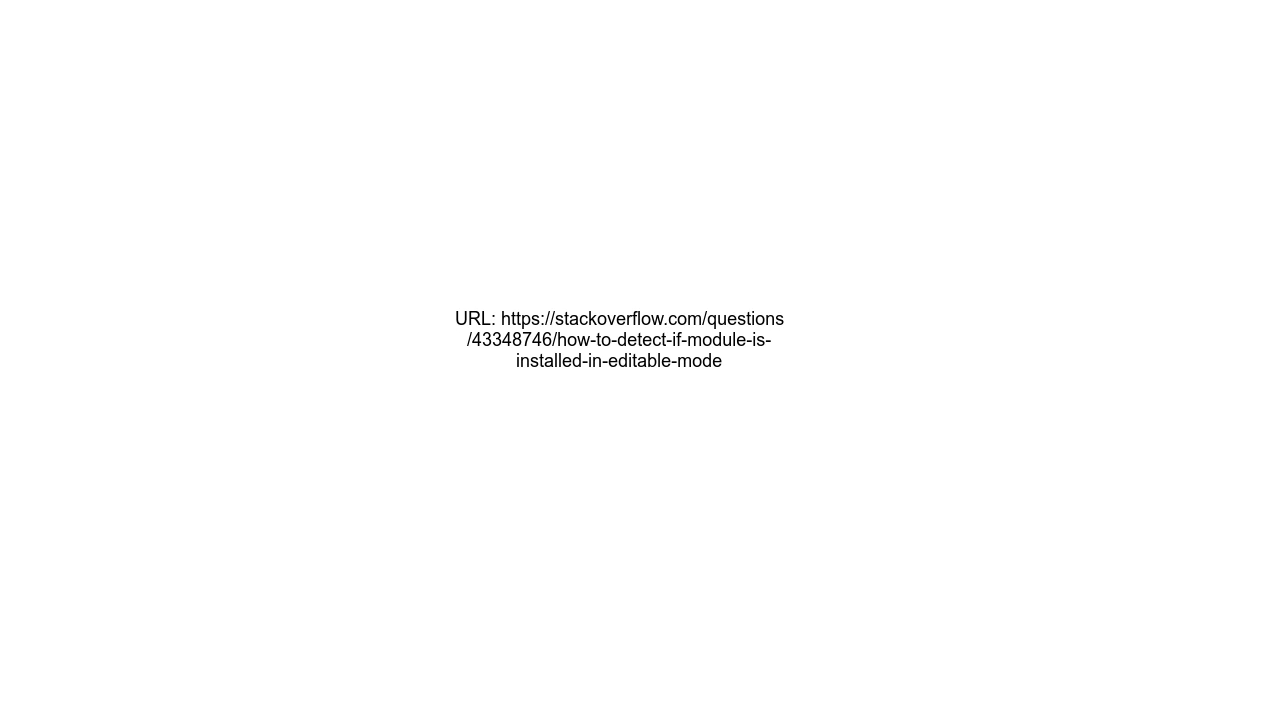 URL: https://stackoverflow.com/questions
/43348746/how-to-detect-if-module-is-
installed-in-editable-mode